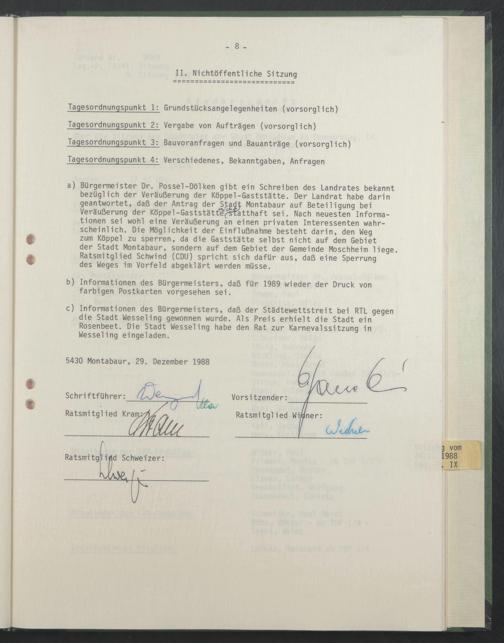 - 8 -
II. Nichtöffentliche Sitzung
Tagesordnungspunkt 1: Grundstücksangelegenheiten (vorsorglich)
Tagesordnungspunkt 2: Vergabe von Aufträgen (vorsorglich)
Tagesordnungspunkt 3: Bauvoranfragen und Bauanträge (vorsorglich)
Tagesordnungspunkt 4: Verschiedenes, Bekanntgaben, Anfragen
a) Bürgermeister Dr. Possel-Dölken gibt ein Schreiben des Landrates bekannt
bezüglich der Veräußerung der Köppel-Gaststätte. Der Landrat habe darin
geantwortet, daß der Antrag der Stadt Montabaur auf Beteiligung bei
Veräußerung der Köppel-Gaststätte statthaft sei. Nach neuesten Informa-
tionen sei wohl eine Veräußerung an einen privaten Interessenten wahr-
scheinlich. Die Möglichkeit der Einflußnahme besteht darin, den Weg
zum Köppel zu sperren, da die Gaststätte selbst nicht auf dem Gebiet
der Stadt Montabaur, sondern auf dem Gebiet der Gemeinde Moschheim liege.
Ratsmitglied Schwind (CDU) spricht sich dafür aus, daß eine Sperrung
des Weges im Vorfeld abgeklärt werden müsse.
b) Informationen des Bürgermeisters, daß für 1989 wieder der Druck von
farbigen Postkarten vorgesehen sei.
c) Informationen des Bürgermeisters, daß der Städtewettstreit bei RTL gegen
die Stadt Wesseling gewonnen wurde. Als Preis erhielt die Stadt ein
Rosenbeet. Die Stadt Wesseling habe den Rat zur Karnevalssitzung in
Wesseling eingeladen.
5430 Montabaur, 29. Dezember 1988
Schriftführer: Vorsitzender:
Ratsmitglied Kram: Ratsmitglied Widner:
Ratsmitglied Schweizer:
vom
1988
. IX